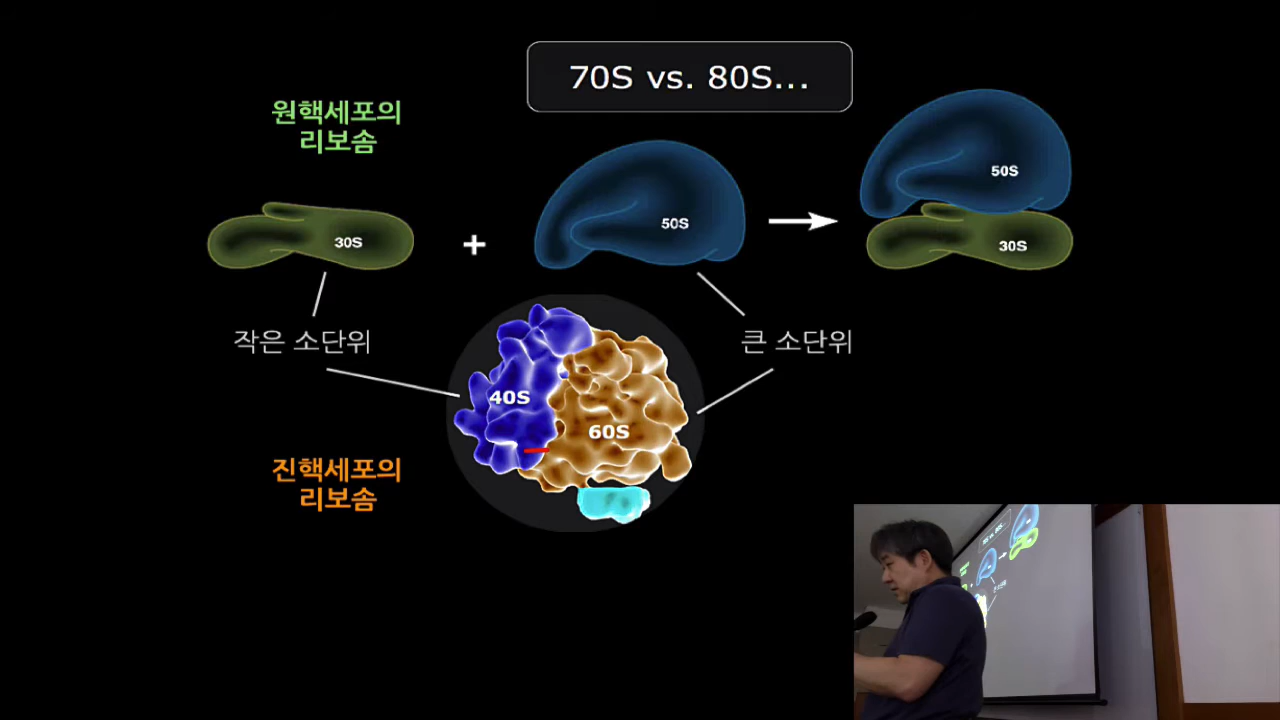 70S vs. 80S...
원핵세포의
리보솜
30S
+
50S
50S
30S
작은 소단위
큰 소단위
40S
60S
진핵세포의
리보솜